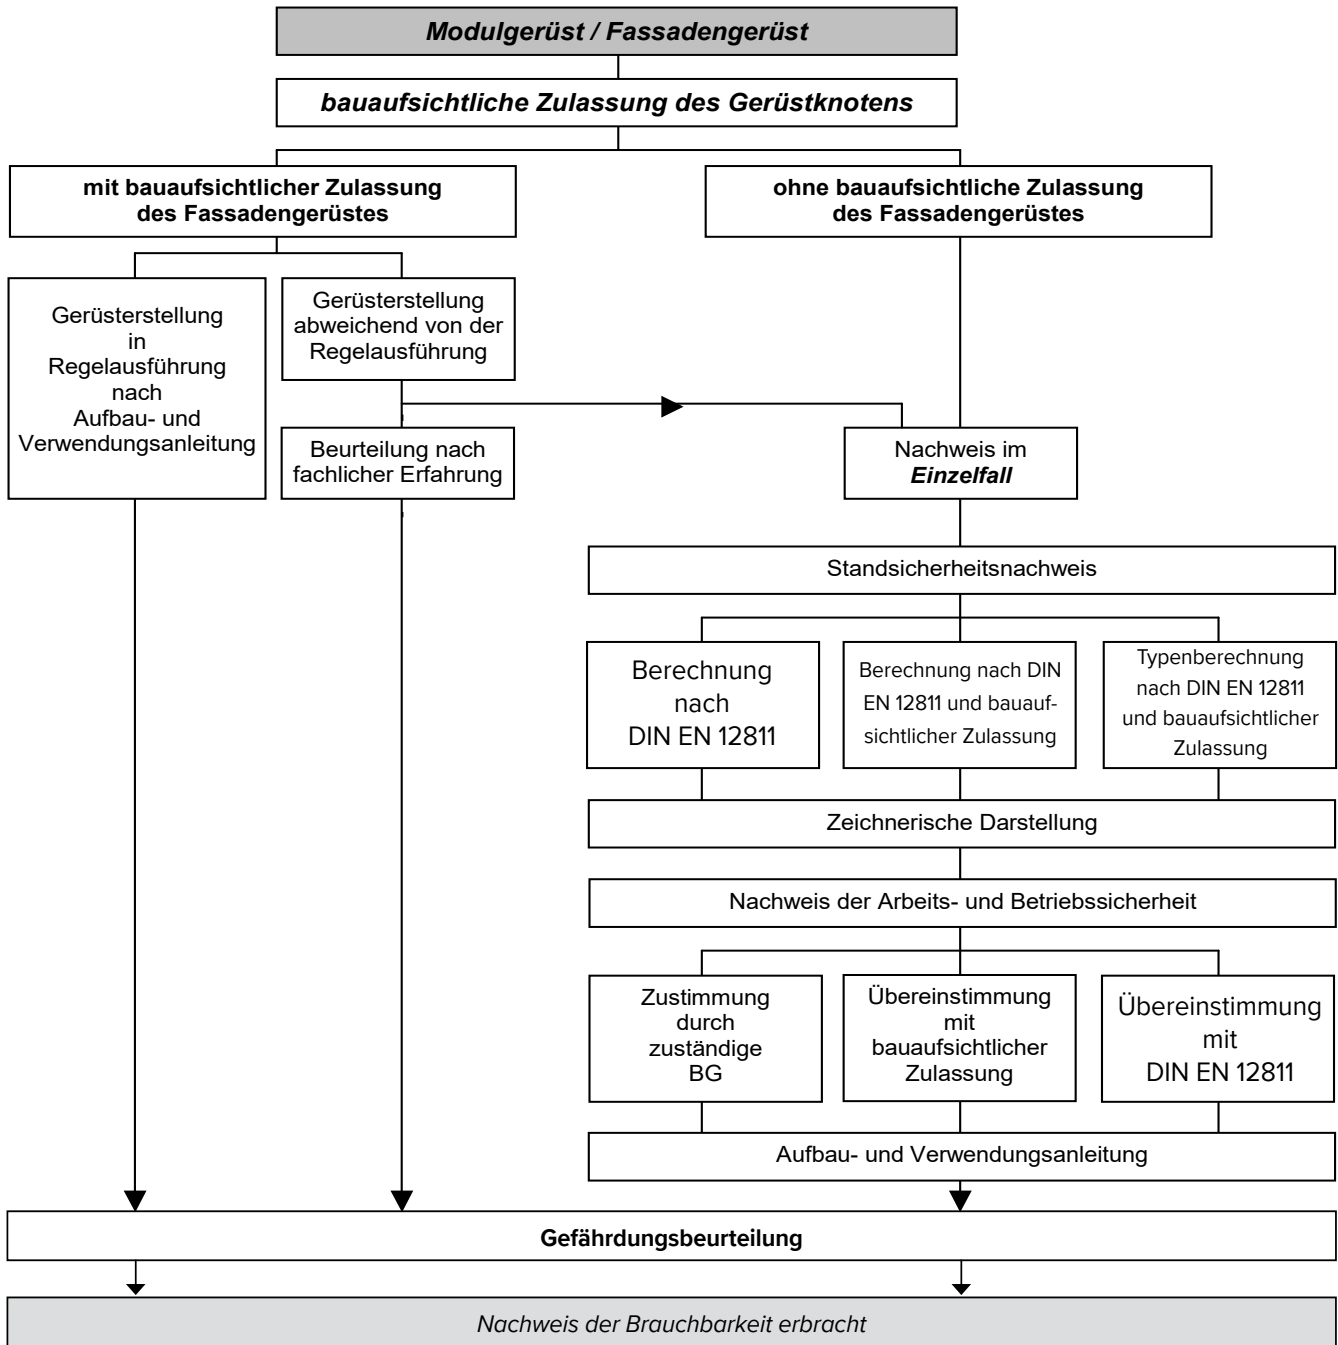 Modulgerüst / Fassadengerüst
bauaufsichtliche Zulassung des Gerüstknotens
mit bauaufsichtlicher Zulassung
des Fassadengerüstes
ohne bauaufsichtliche Zulassung
des Fassadengerüstes
Gerüsterstellung
in
Regelausführung
nach
Aufbau- und
Verwendungsanleitung
Gerüsterstellung
abweichend von der
Regelausführung
Beurteilung nach
fachlicher Erfahrung
Nachweis im
Einzelfall
Standsicherheitsnachweis
Berechnung
nach
DIN EN 12811
Berechnung nach DIN
EN 12811 und bauauf-
sichtlicher Zulassung
Typenberechnung
nach DIN EN 12811
und bauaufsichtlicher
Zulassung
Zeichnerische Darstellung
Nachweis der Arbeits- und Betriebssicherheit
Zustimmung
durch
zuständige
BG
Übereinstimmung
mit
bauaufsichtlicher
Zulassung
Übereinstimmung
mit
DIN EN 12811
Aufbau- und Verwendungsanleitung
Gefährdungsbeurteilung
Nachweis der Brauchbarkeit erbracht